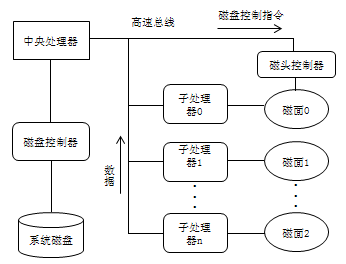 高速总线
磁盘控制指令
中央处理器
磁头控制器
子处理
器0
磁面0
磁盘控制器
数据
子处理
器1
磁面1
系统磁盘
子处理
器n
磁面2